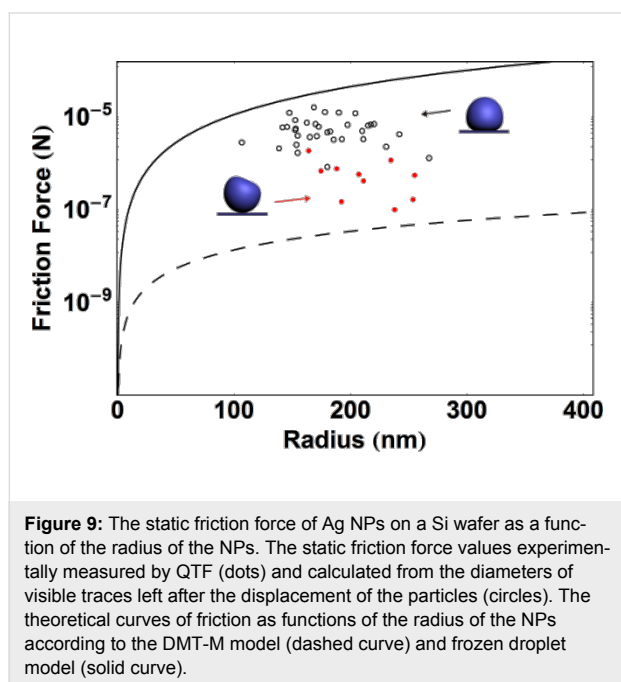 10−5
10−7
10−9
Friction Force (N)
0 100 200 300 400
Radius (nm)
Figure 9: The static friction force of Ag NPs on a Si wafer as a func-
tion of the radius of the NPs. The static friction force values experimen-
tally measured by QTF (dots) and calculated from the diameters of
visible traces left after the displacement of the particles (circles). The
theoretical curves of friction as functions of the radius of the NPs
according to the DMT-M model (dashed curve) and frozen droplet
model (solid curve).